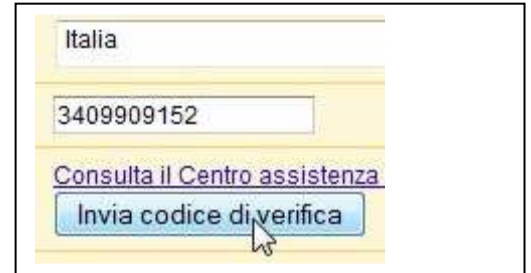 Italia
3409909152
Consulta il Centro assistenza
Invia codice di verifica